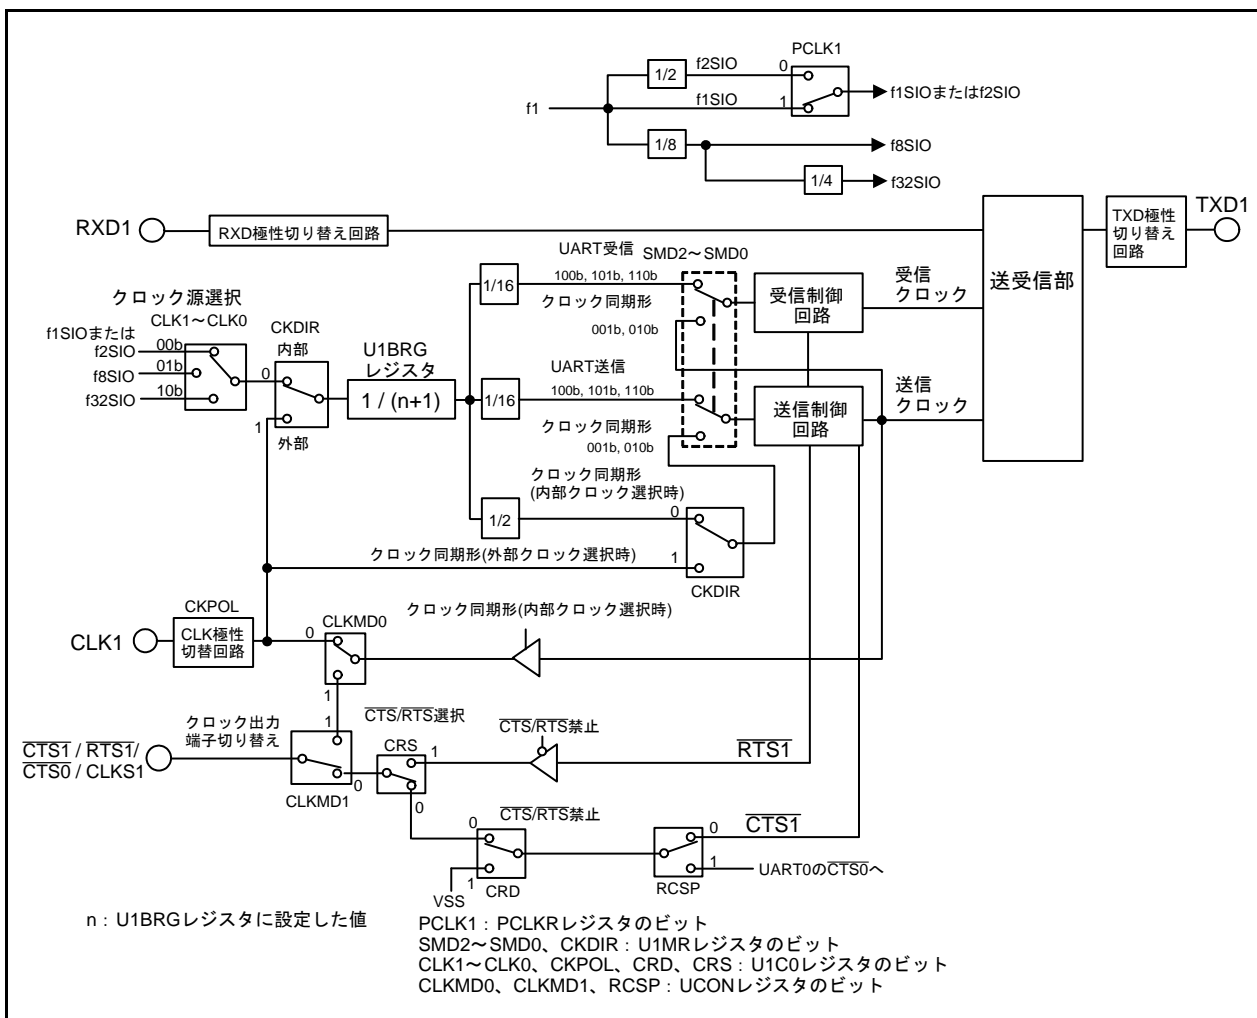 PCLK1
f2SIO
0
1/2
f1SIOまたはf2SIO
f1
f1SIO
1
1/8
f8SIO
1/4
f32SIO
RXD1
RXD極性切り替え回路
TXD極性
切り替え
回路
TXD1
UART受信
SMD2～SMD0
1/16
100b, 101b, 110b
クロック同期形
001b, 010b
受信制御
回路
受信
クロック
送受信部
クロック源選択
CLK1～CLK0
f1SIOまたは
f2SIO
00b
f8SIO
01b
f32SIO
10b
CKDIR
内部
0
1
外部
U1BRG
レジスタ
1 / (n+1)
UART送信
1/16
100b, 101b, 110b
クロック同期形
001b, 010b
送信制御
回路
送信
クロック
クロック同期形
(内部クロック選択時)
1/2
0
クロック同期形(外部クロック選択時)
1
CKDIR
CKPOL
CLK1
CLK極性
切替回路
0
CLKMD0
1
クロック同期形(内部クロック選択時)
クロック出力
端子切り替え
CTS1 / RTS1/
CTS0 / CLKS1
1
0
CLKMD1
CTS/RTS選択
CRS
1
0
CTS/RTS禁止
RTS1
CTS/RTS禁止
0
1
VSS
CRD
0
CTS1
1
UART0のCTS0へ
RCSP
n : U1BRGレジスタに設定した値
PCLK1 : PCLKRレジスタのビット
SMD2～SMD0、CKDIR : U1MRレジスタのビット
CLK1～CLK0、CKPOL、CRD、CRS : U1C0レジスタのビット
CLKMD0、CLKMD1、RCSP : UCONレジスタのビット